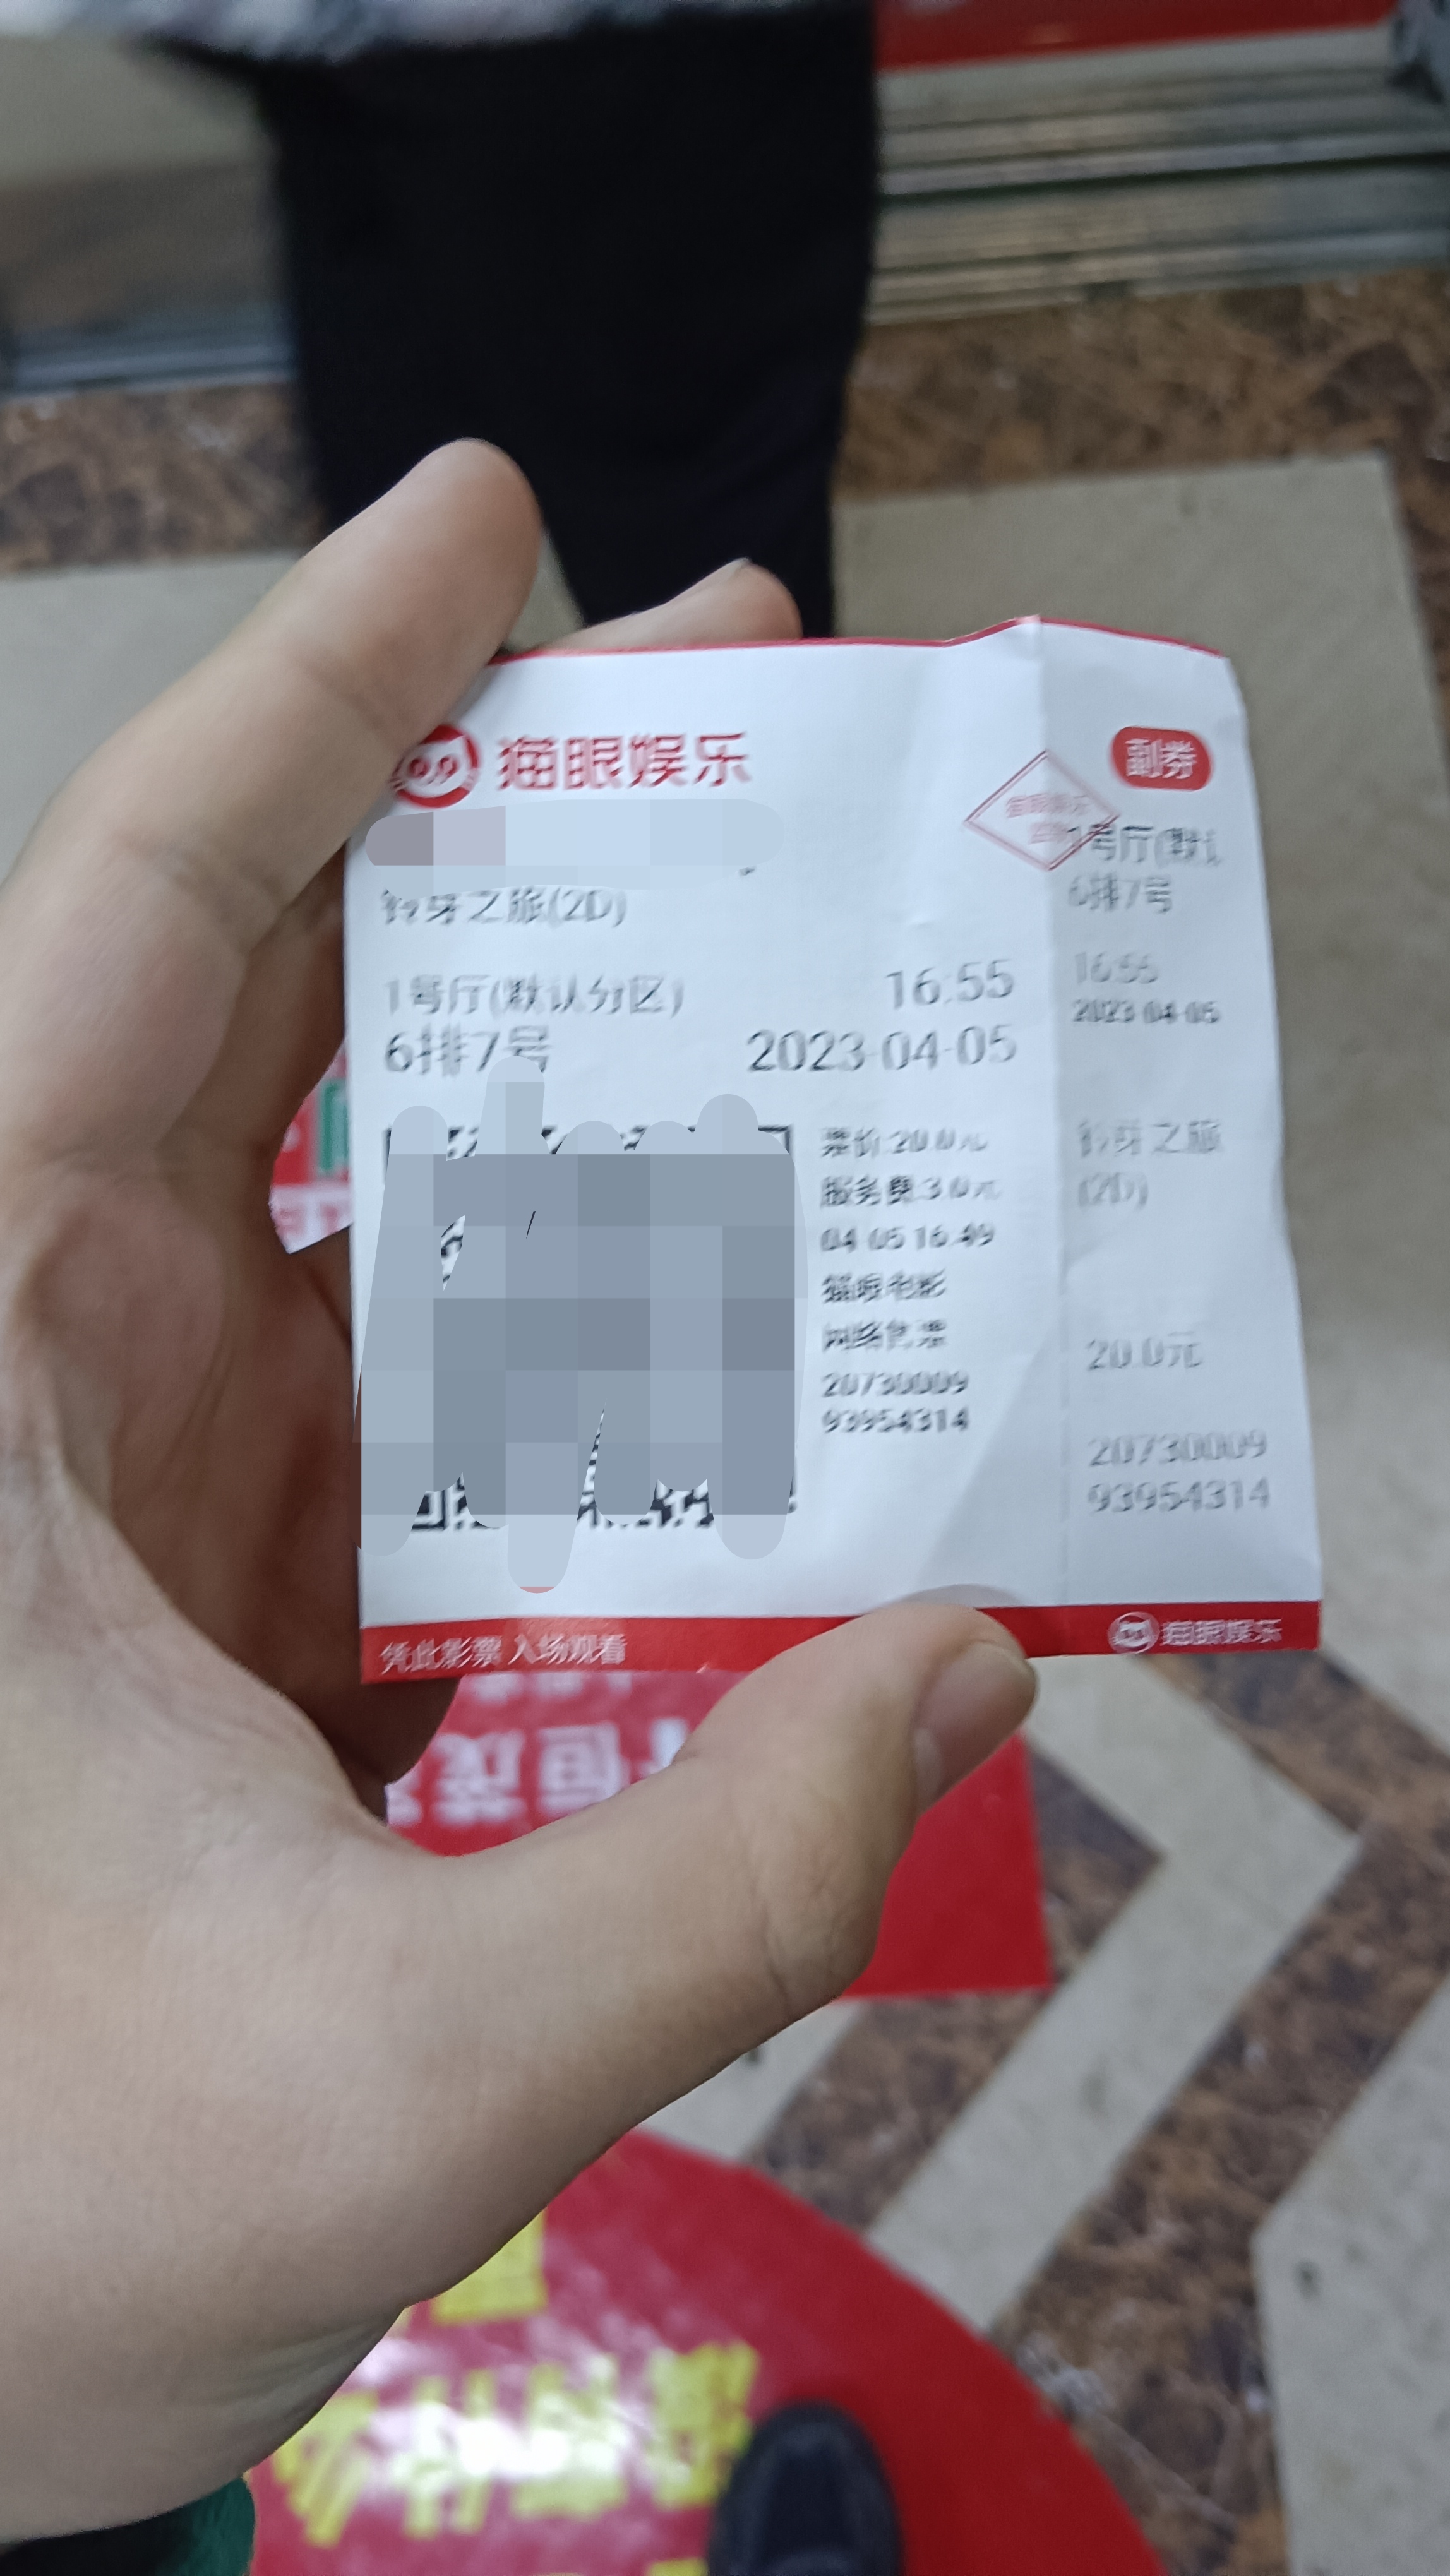 猫眼娱乐
副券
铃芽之旅(2D)
1号厅(默认分区)
16:55
6排7号
2023-04-05
票价:20.0元
服务费:3.0元
04-05 16:49
猫眼电影
网络售票
20730009
93954314
1号厅(默认
6排7号
16:55
2023-04-05
铃芽之旅
(2D)
20.0元
20730009
93954314
凭此影票 入场观看
猫眼娱乐